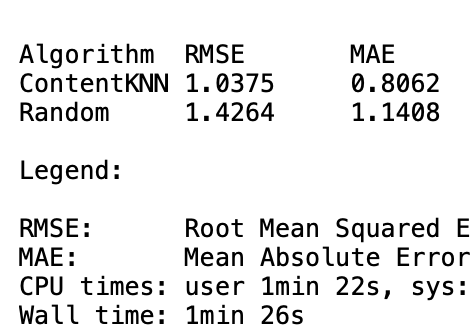 Algorithm RMSE MAE
ContentKNN 1.0375 0.8062
Random 1.4264 1.1408
Legend:
RMSE: Root Mean Squared E
MAE: Mean Absolute Error
CPU times: user 1min 22s, sys:
Wall time: 1min 26s